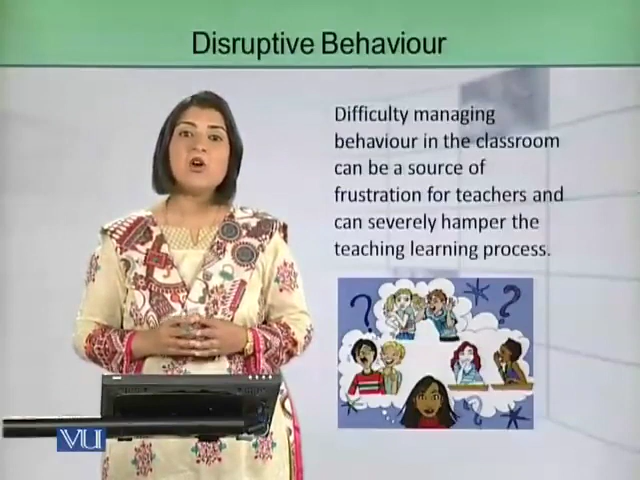 Disruptive Behaviour
Difficulty managing
behaviour in the classroom
can be a source of
frustration for teachers and
can severely hamper the
teaching learning process.
? ?
?
VU